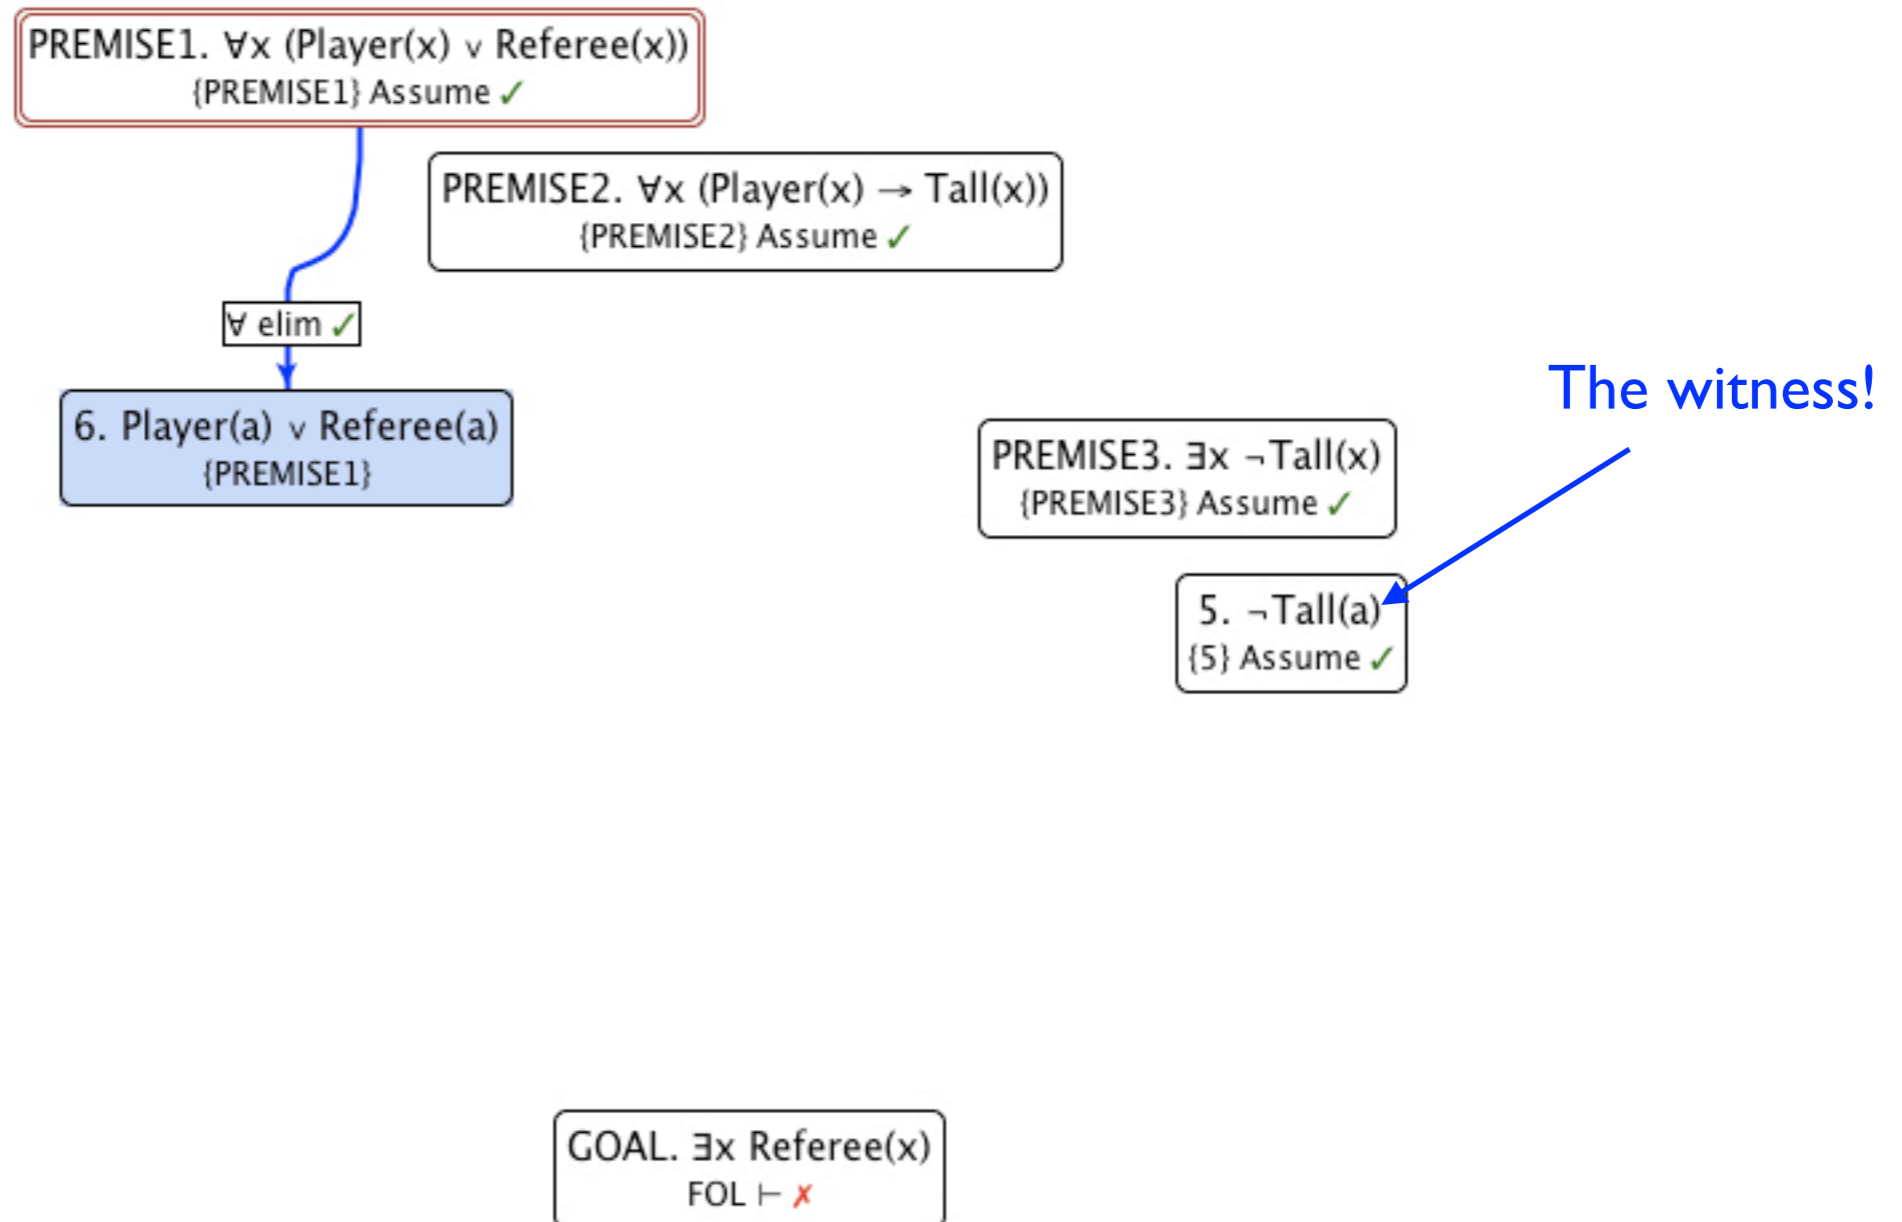 PREMISE1. ∀x (Player(x) ∨ Referee(x))
{PREMISE1} Assume ✓
PREMISE2. ∀x (Player(x) → Tall(x))
{PREMISE2} Assume ✓
∀ elim ✓
6. Player(a) ∨ Referee(a)
{PREMISE1}
The witness!
PREMISE3. ∃x ¬Tall(x)
{PREMISE3} Assume ✓
5. ¬Tall(a)
{5} Assume ✓
GOAL. ∃x Referee(x)
FOL ⊢ ✗